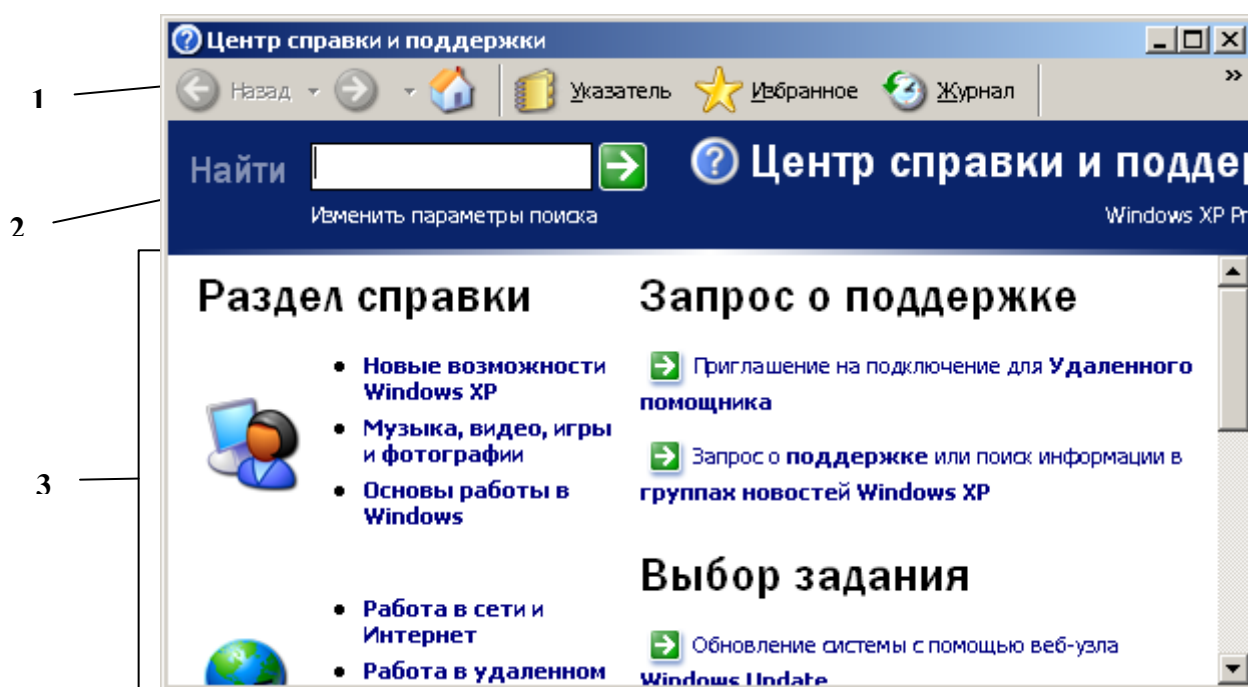 Центр справки и поддержки
1
Назад Указатель Избранное Журнал »
Найти Центр справки и поддер
2
Изменить параметры поиска Windows XP Pr
Раздел справки
Новые возможности
Windows XP
Музыка, видео, игры
и фотографии
Основы работы в
Windows
3
Работа в сети и
Интернет
Работа в удаленном
Запрос о поддержке
Приглашение на подключение для Удаленного
помощника
Запрос о поддержке или поиск информации в
группах новостей Windows XP
Выбор задания
Обновление системы с помощью веб-узла
Windows Update